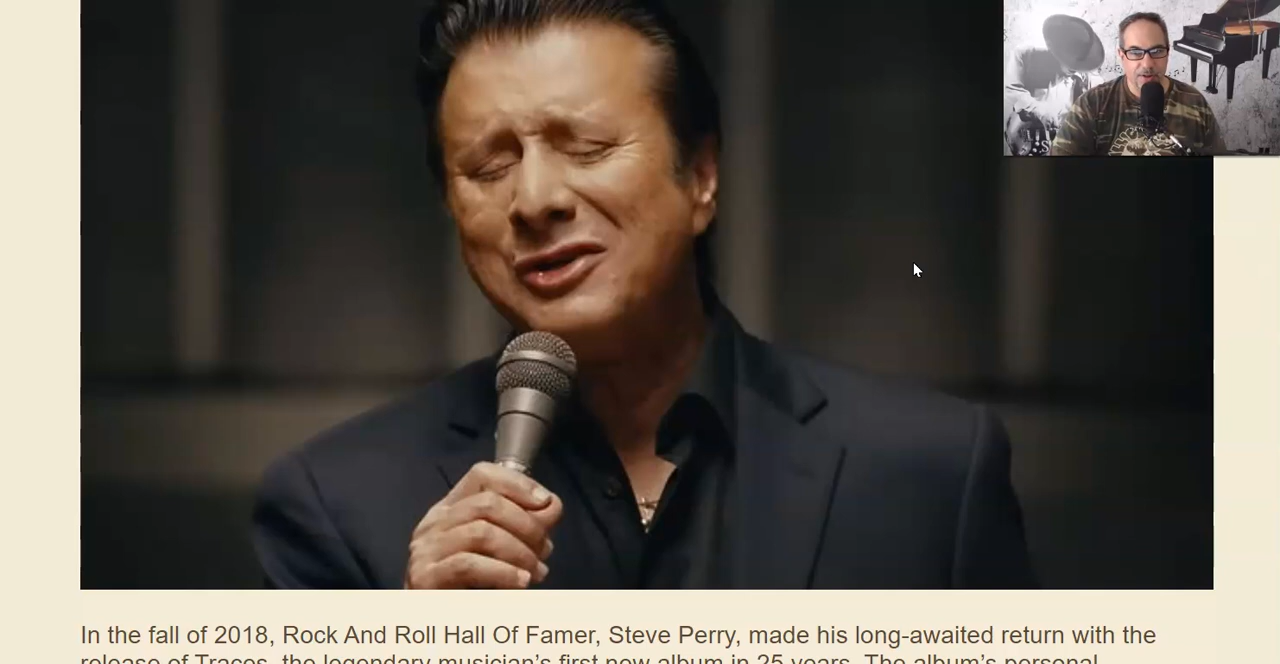 In the fall of 2018, Rock And Roll Hall Of Famer, Steve Perry, made his long-awaited return with the
release of Traces, the legendary musician's first new album in 25 years. The album's personal